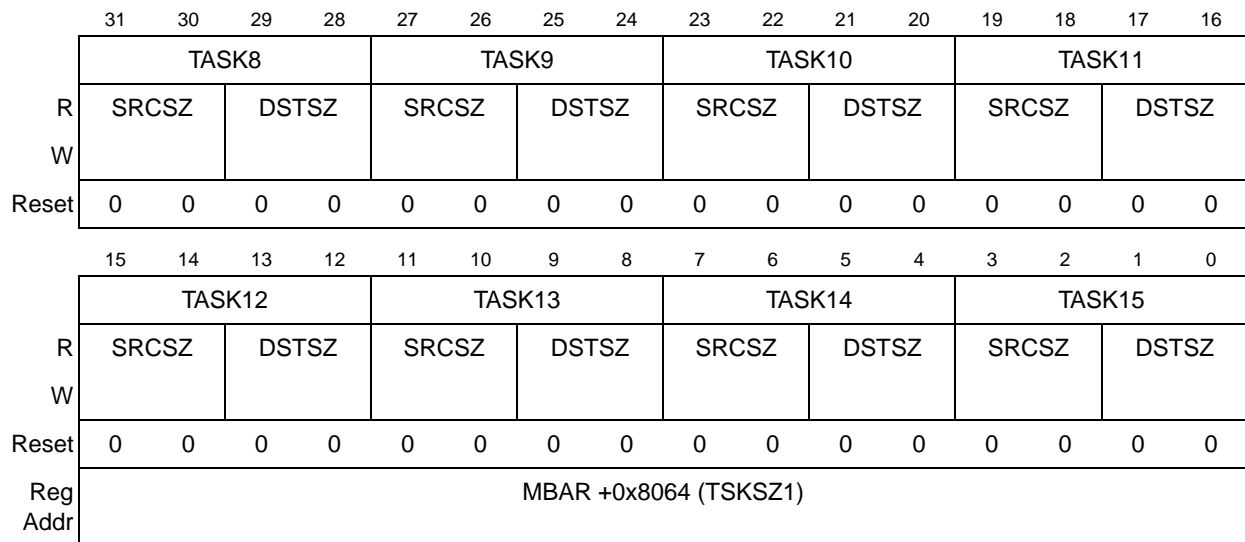 31 30 29 28 27 26 25 24 23 22 21 20 19 18 17 16
TASK8 TASK9 TASK10 TASK11
R SRCSZ DSTSZ SRCSZ DSTSZ SRCSZ DSTSZ SRCSZ DSTSZ
W
Reset 0 0 0 0 0 0 0 0 0 0 0 0 0 0 0 0
15 14 13 12 11 10 9 8 7 6 5 4 3 2 1 0
TASK12 TASK13 TASK14 TASK15
R SRCSZ DSTSZ SRCSZ DSTSZ SRCSZ DSTSZ SRCSZ DSTSZ
W
Reset 0 0 0 0 0 0 0 0 0 0 0 0 0 0 0 0
Reg MBAR +0x8064 (TSKSZ1)
Addr